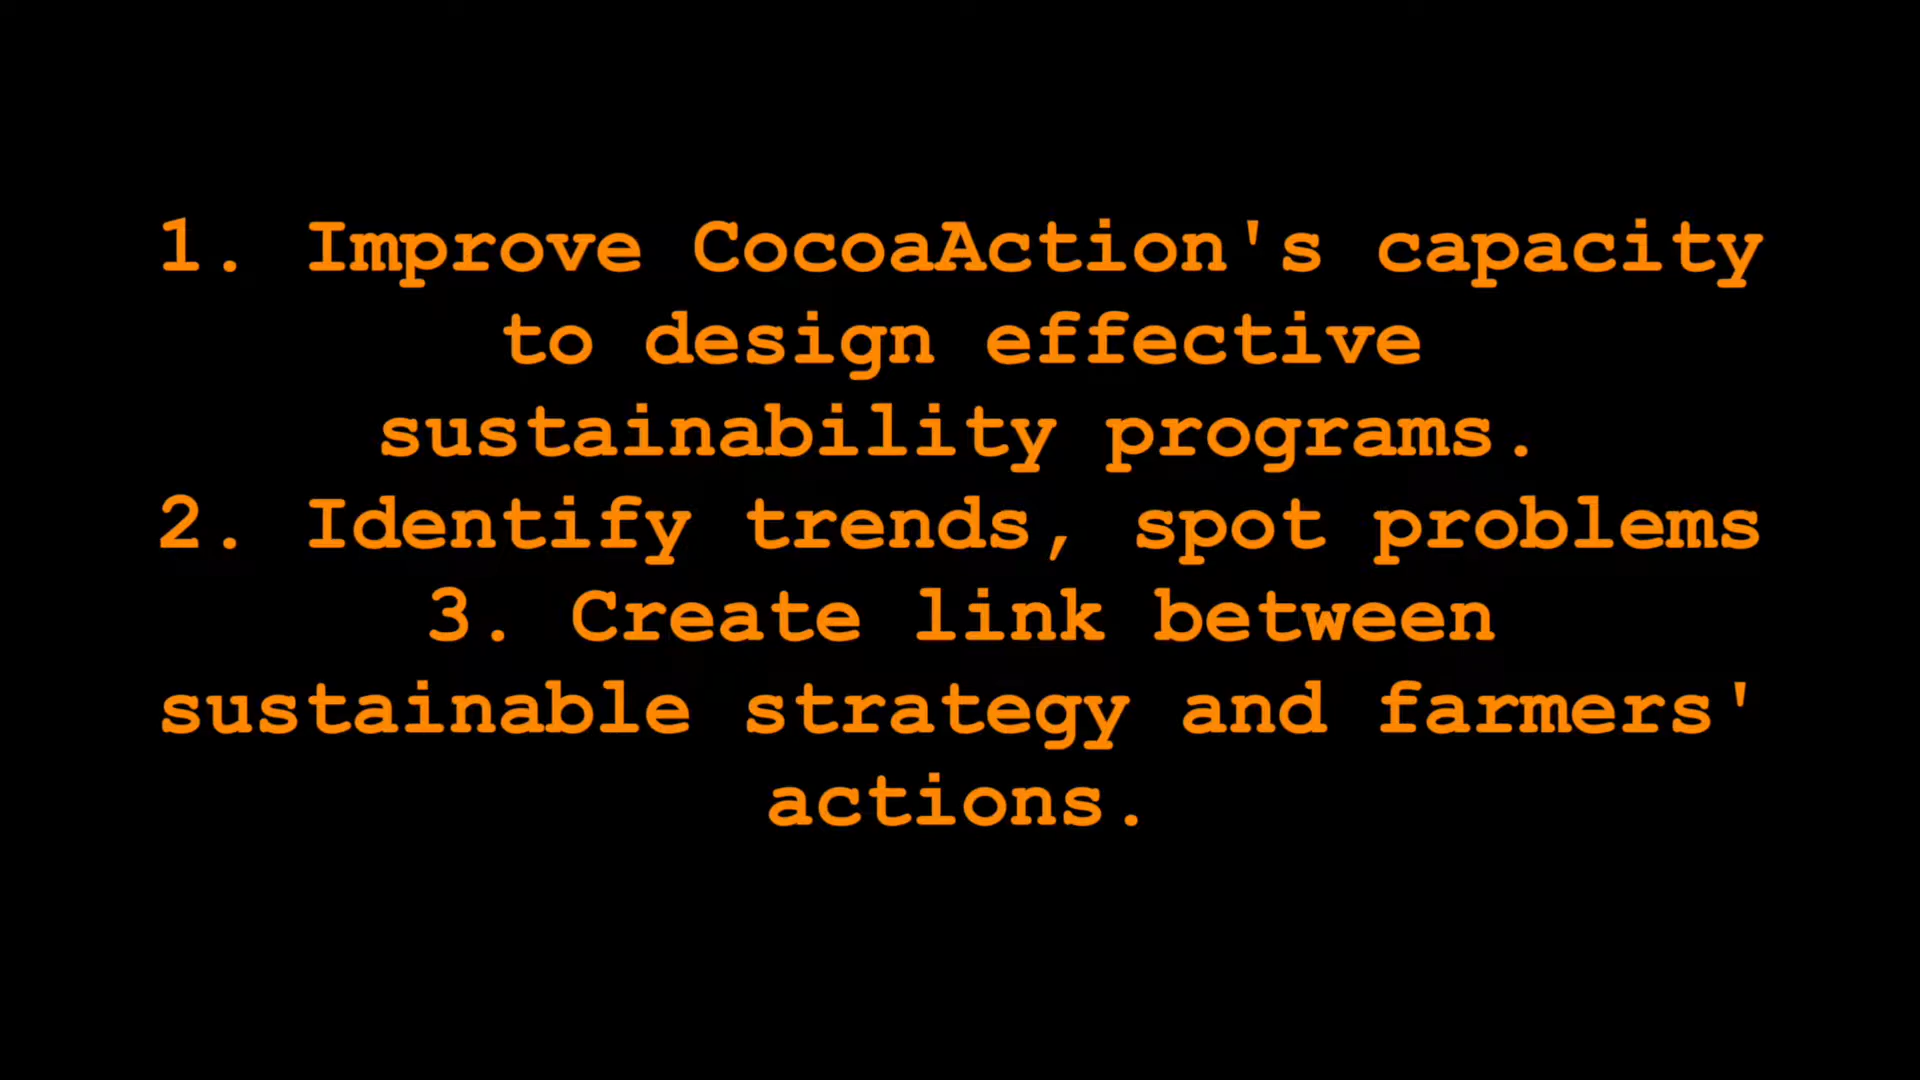 1. Improve CocoaAction's capacity
to design effective
sustainability programs.
2. Identify trends, spot problems
3. Create link between
sustainable strategy and farmers'
actions.